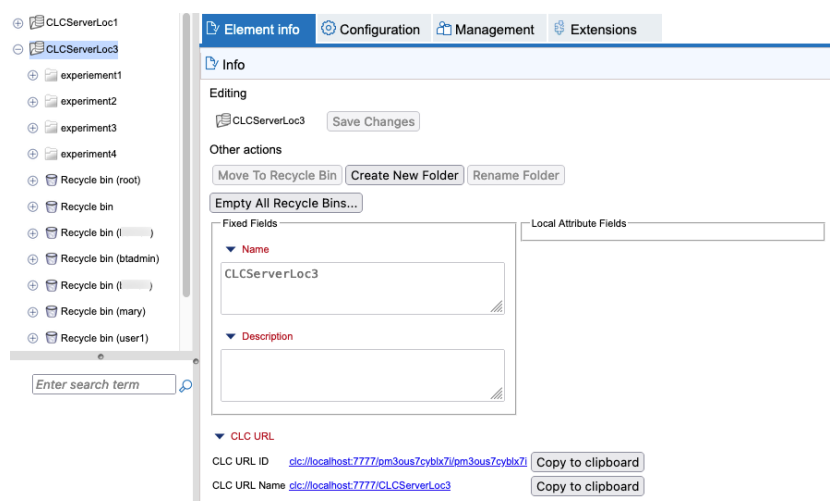 CLCServerLoc1
CLCServerLoc3
experiement1
experiment2
experiment3
experiment4
Recycle bin (root)
Recycle bin
Recycle bin ( )
Recycle bin (btadmin)
Recycle bin ( )
Recycle bin (mary)
Recycle bin (user1)
Enter search term
Element info Configuration Management Extensions
Info
Editing
CLCServerLoc3 Save Changes
Other actions
Move To Recycle Bin Create New Folder Rename Folder
Empty All Recycle Bins...
Fixed Fields Local Attribute Fields
Name
CLCServerLoc3
Description
CLC URL
CLC URL ID clc://localhost:7777/pm3ous7cyblx7i/pm3ous7cyblx7i Copy to clipboard
CLC URL Name clc://localhost:7777/CLCServerLoc3 Copy to clipboard